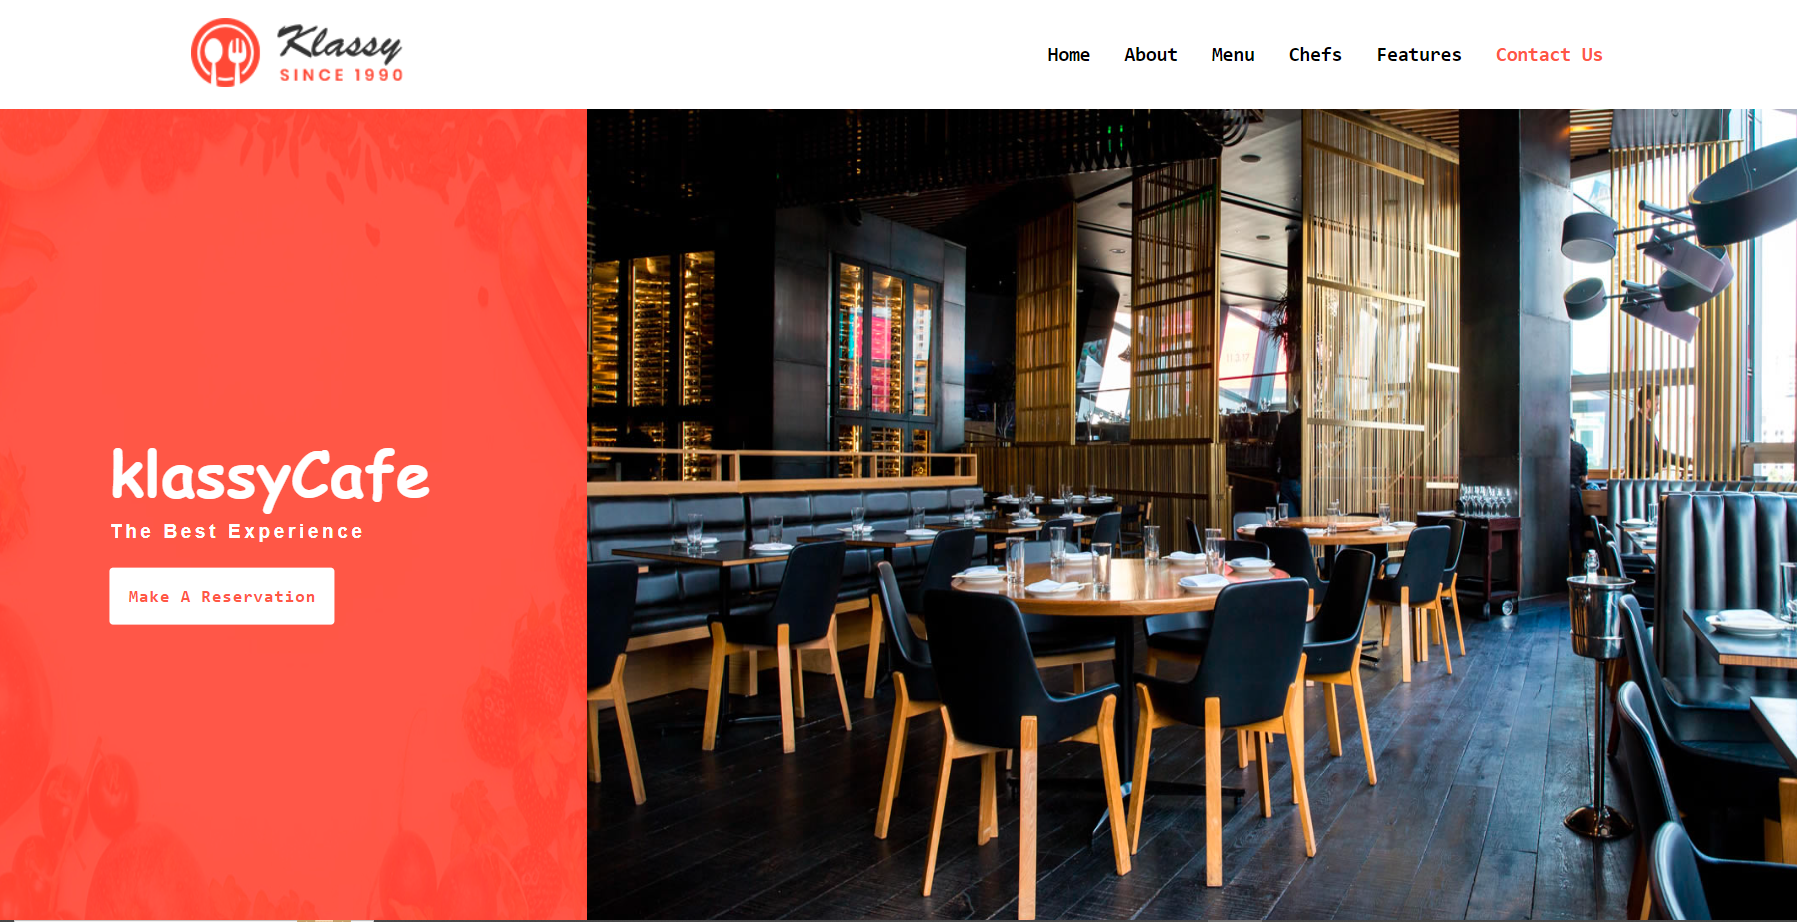 Klassy
SINCE 1990
Home About Menu Chefs Features Contact Us
klassyCafe
The Best Experience
Make A Reservation